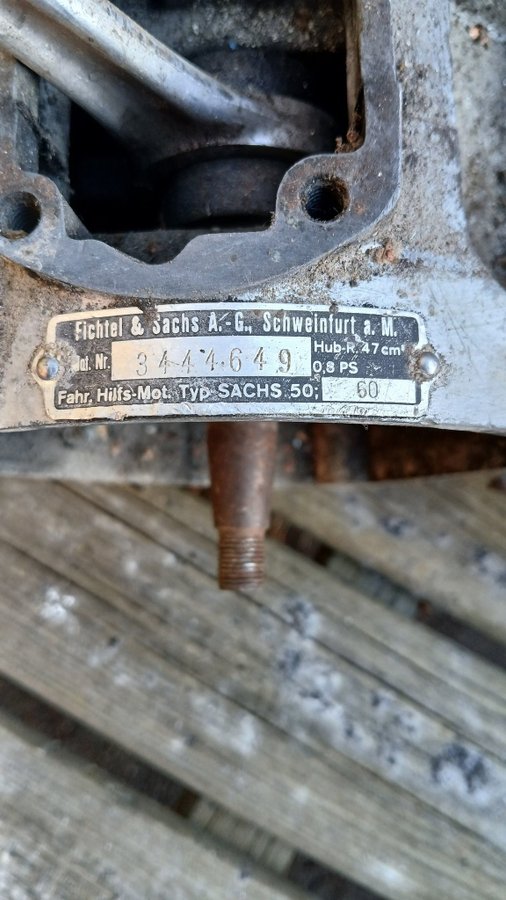 Fichtel & Sachs A.-G., Schweinfurt a. M.
Mot. Nr. 3444649 Hub-R. 47 cm³
0,8 PS
Fahr, Hilfs-Mot. Typ SACHS 50; 60